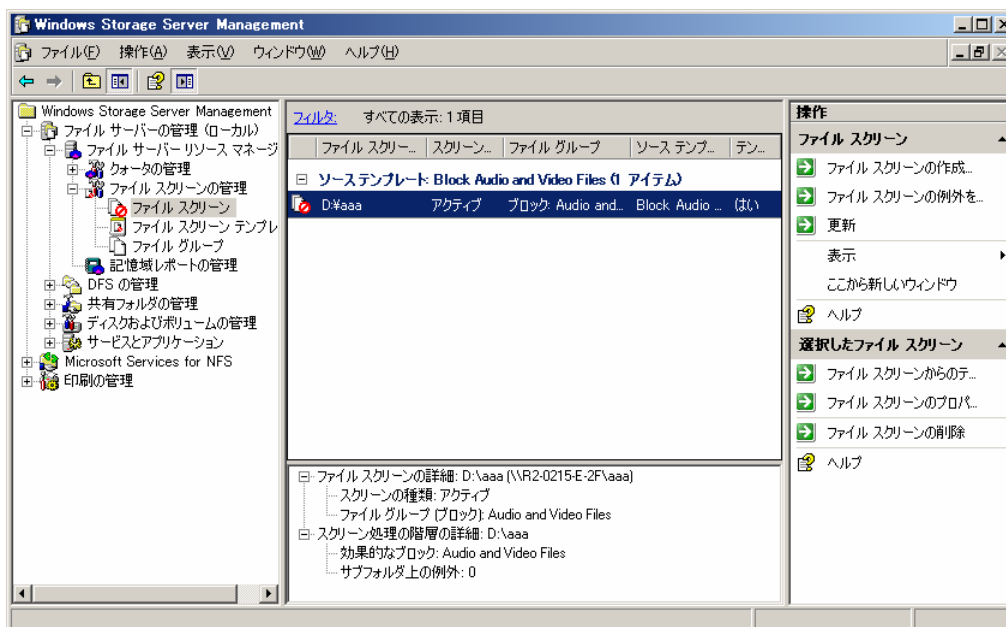 Windows Storage Server Management
ファイル(F) 操作(A) 表示(V) ウィンドウ(W) ヘルプ(H)
Windows Storage Server Management
ファイル サーバーの管理 (ローカル)
ファイル サーバー リソース マネージ
クォータの管理
ファイル スクリーンの管理
ファイル スクリーン
ファイル スクリーン テンプレ
ファイル グループ
記憶域レポートの管理
DFS の管理
共有フォルダの管理
ディスクおよびボリュームの管理
サービスとアプリケーション
Microsoft Services for NFS
印刷の管理
フィルタ: すべての表示: 1 項目
ファイル スクリー... スクリーン... ファイル グループ ソース テンプ... テン...
ソース テンプレート: Block Audio and Video Files (1 アイテム)
D:¥aaa アクティブ ブロック: Audio and... Block Audio ... はい
ファイル スクリーンの詳細: D:\aaa (\\R2-0215-E-2F\aaa)
スクリーンの種類: アクティブ
ファイル グループ (ブロック): Audio and Video Files
スクリーン処理の階層の詳細: D:\aaa
効果的なブロック: Audio and Video Files
サブフォルダ上の例外: 0
操作
ファイル スクリーン
ファイル スクリーンの作成...
ファイル スクリーンの例外を...
更新
表示
ここから新しいウィンドウ
ヘルプ
選択したファイル スクリーン
ファイル スクリーンからのテ...
ファイル スクリーンのプロパ...
ファイル スクリーンの削除
ヘルプ